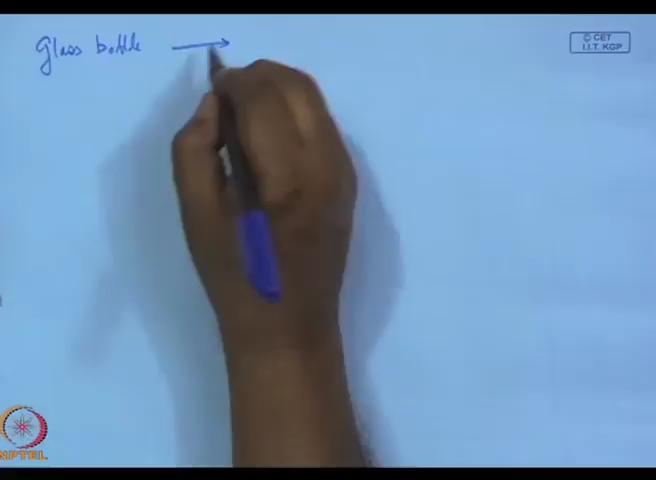 Glass bottle →
© CET
I.I.T. KGP
NPTEL